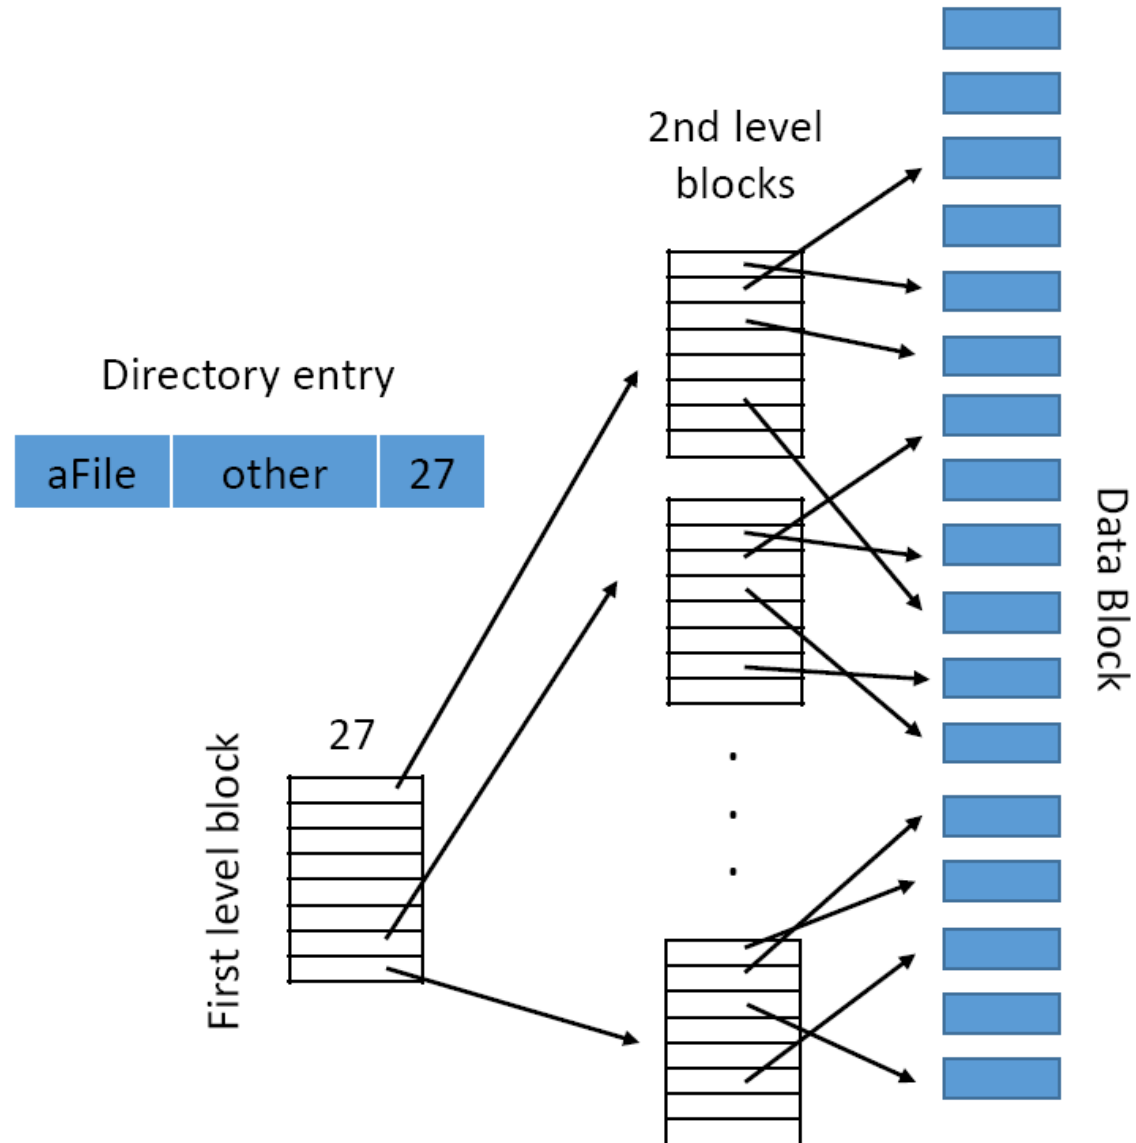 2nd level
blocks
Directory entry
aFile other 27
27
First level block
Data Block